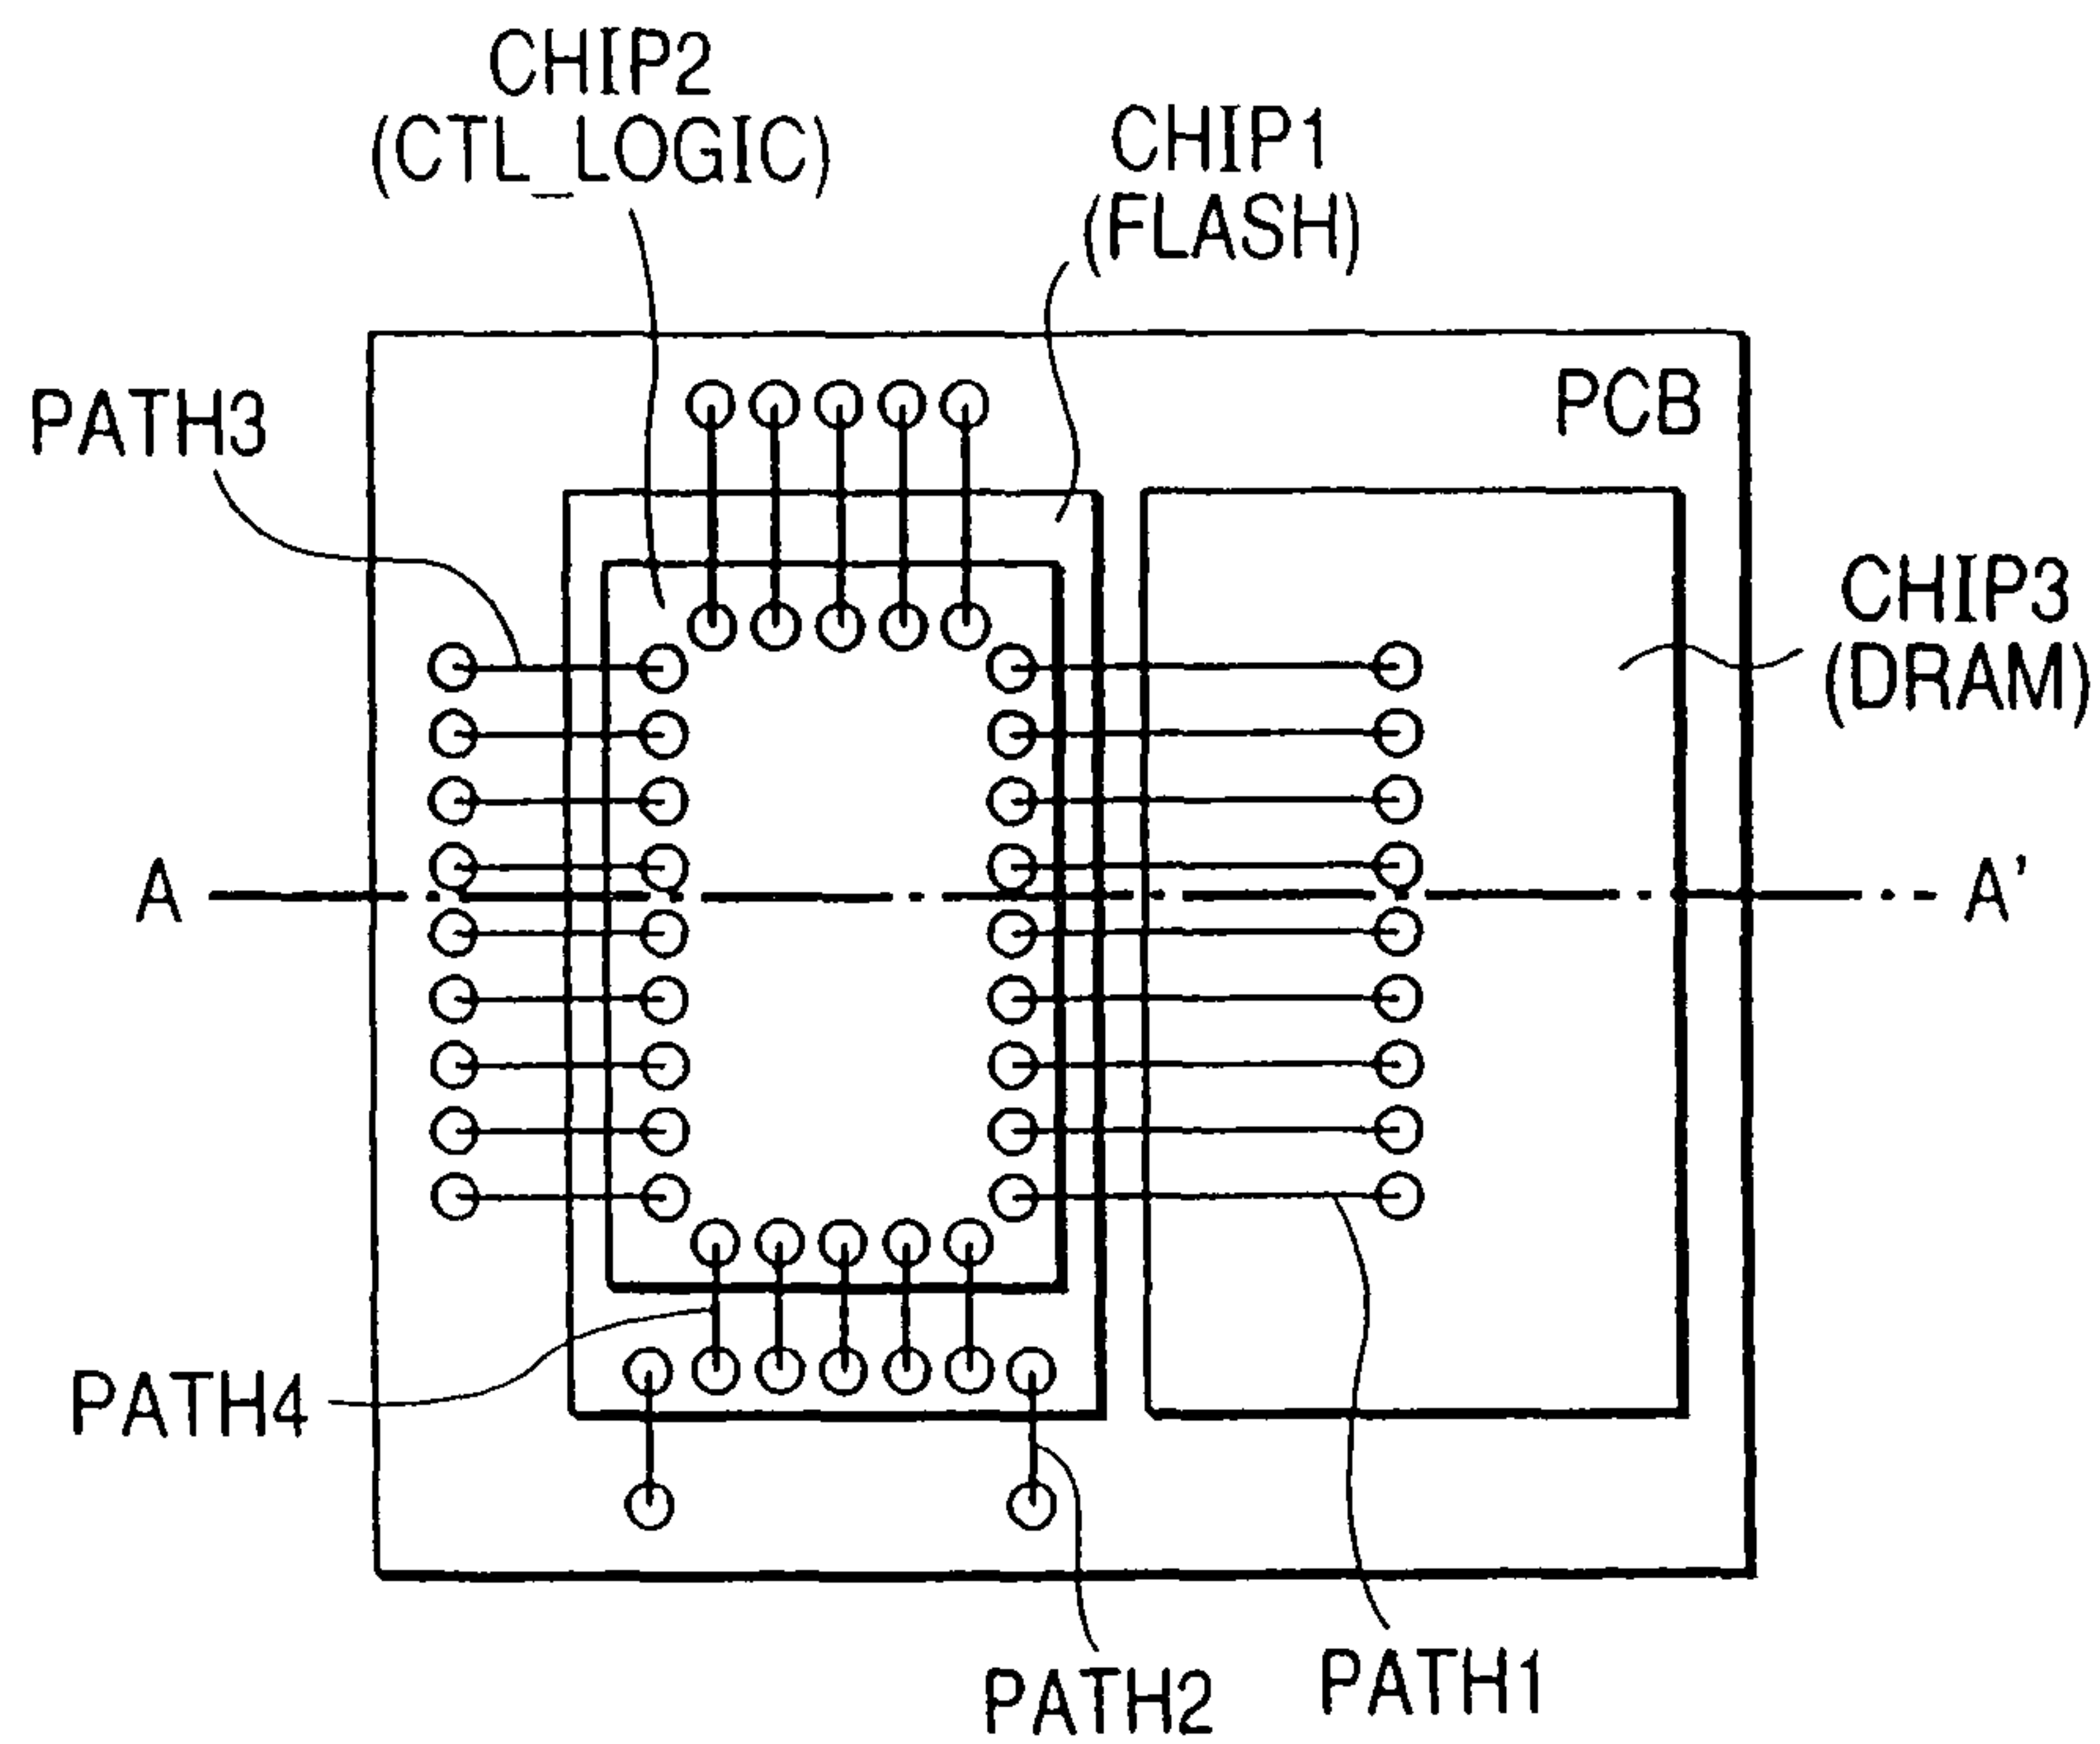 CHIP2
(CTL_LOGIC)
CHIP1
(FLASH)
PCB
PATH3
CHIP3
(DRAM)
A
A'
PATH4
PATH2
PATH1